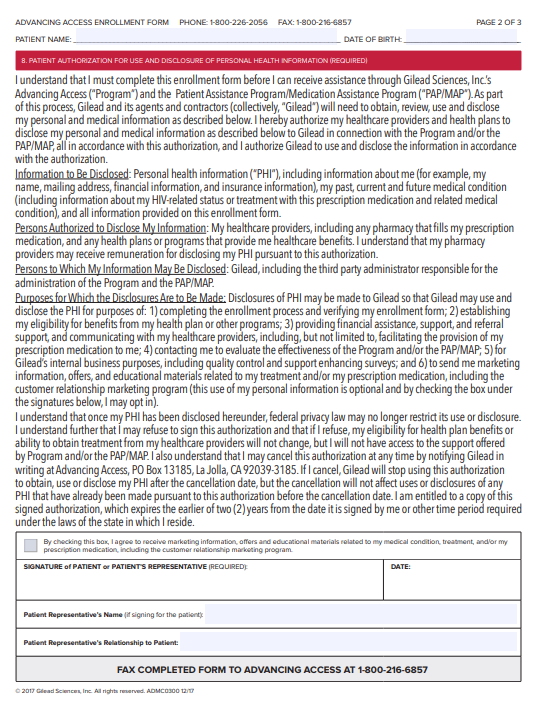 ADVANCING ACCESS ENROLLMENT FORM PHONE: 1-800-226-2056 FAX: 1-800-216-6857 PAGE 2 OF 3
PATIENT NAME: DATE OF BIRTH:
8. PATIENT AUTHORIZATION FOR USE AND DISCLOSURE OF PERSONAL HEALTH INFORMATION (REQUIRED)
I understand that I must complete this enrollment form before I can receive assistance through Gilead Sciences, Inc.'s
Advancing Access ("Program") and the Patient Assistance Program/Medication Assistance Program ("PAP/MAP"). As part
of this process, Gilead and its agents and contractors (collectively, "Gilead") will need to obtain, review, use and disclose
my personal and medical information as described below. I hereby authorize my healthcare providers and health plans to
disclose my personal and medical information as described below to Gilead in connection with the Program and/or the
PAP/MAP, all in accordance with this authorization, and I authorize Gilead to use and disclose the information in accordance
with the authorization.
Information to Be Disclosed: Personal health information ("PHI"), including information about me (for example, my
name, mailing address, financial information, and insurance information), my past, current and future medical condition
(including information about my HIV-related status or treatment with this prescription medication and related medical
condition), and all information provided on this enrollment form.
Persons Authorized to Disclose My Information: My healthcare providers, including any pharmacy that fills my prescription
medication, and any health plans or programs that provide me healthcare benefits. I understand that my pharmacy
providers may receive remuneration for disclosing my PHI pursuant to this authorization.
Persons to Which My Information May Be Disclosed: Gilead, including the third party administrator responsible for the
administration of the Program and the PAP/MAP.
Purposes for Which the Disclosures Are to Be Made: Disclosures of PHI may be made to Gilead so that Gilead may use and
disclose the PHI for purposes of: 1) completing the enrollment process and verifying my enrollment form; 2) establishing
my eligibility for benefits from my health plan or other programs; 3) providing financial assistance, support, and referral
support, and communicating with my healthcare providers, including, but not limited to, facilitating the provision of my
prescription medication to me; 4) contacting me to evaluate the effectiveness of the Program and/or the PAP/MAP; 5) for
Gilead's internal business purposes, including quality control and support enhancing surveys; and 6) to send me marketing
information, offers, and educational materials related to my treatment and/or my prescription medication, including the
customer relationship marketing program (this use of my personal information is optional and by checking the box under
the signatures below, I may opt in).
I understand that once my PHI has been disclosed hereunder, federal privacy law may no longer restrict its use or disclosure.
I understand further that I may refuse to sign this authorization and that if I refuse, my eligibility for health plan benefits or
ability to obtain treatment from my healthcare providers will not change, but I will not have access to the support offered
by Program and/or the PAP/MAP. I also understand that I may cancel this authorization at any time by notifying Gilead in
writing at Advancing Access, PO Box 13185, La Jolla, CA 92039-3185. If I cancel, Gilead will stop using this authorization
to obtain, use or disclose my PHI after the cancellation date, but the cancellation will not affect uses or disclosures of any
PHI that have already been made pursuant to this authorization before the cancellation date. I am entitled to a copy of this
signed authorization, which expires the earlier of two (2) years from the date it is signed by me or other time period required
under the laws of the state in which I reside.
By checking this box, I agree to receive marketing information, offers and educational materials related to my medical condition, treatment, and/or my
prescription medication, including the customer relationship marketing program.
SIGNATURE of PATIENT or PATIENT'S REPRESENTATIVE (REQUIRED): DATE:
Patient Representative's Name (if signing for the patient):
Patient Representative's Relationship to Patient:
FAX COMPLETED FORM TO ADVANCING ACCESS AT 1-800-216-6857
© 2017 Gilead Sciences, Inc. All rights reserved. ADMC0300 12/17